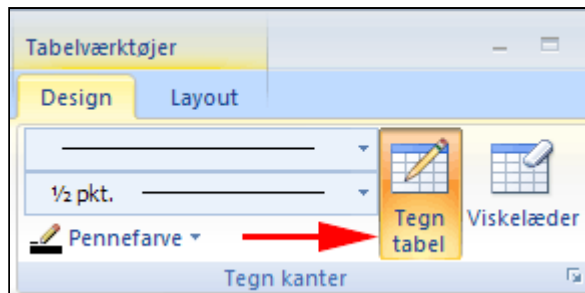 Tabelværktøjer
Design Layout
½ pkt.
Pennefarve
Tegn tabel
Viskelæder
Tegn kanter